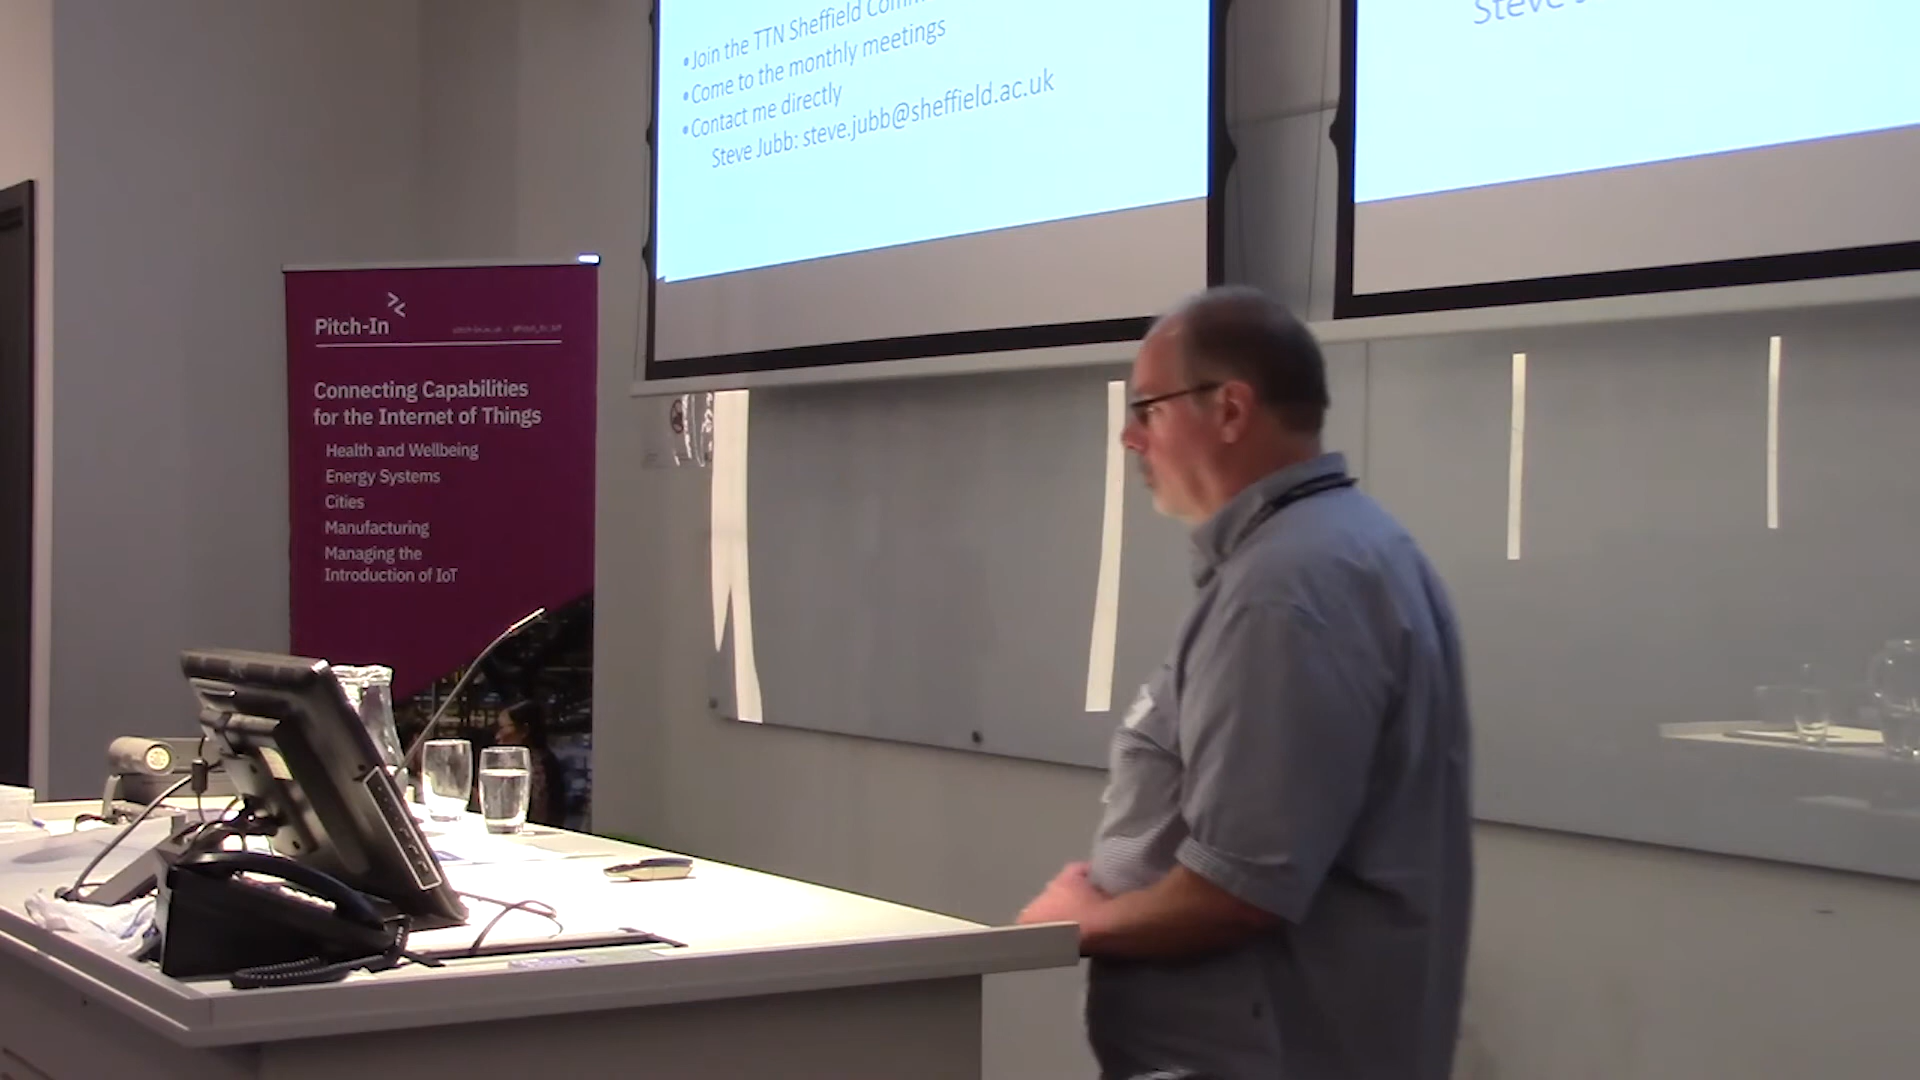 •Join the TTN Sheffield
•Come to the monthly meetings
•Contact me directly
Steve Jubb: steve.jubb@sheffield.ac.uk
Steve
Pitch-In
Connecting Capabilities
for the Internet of Things
Health and Wellbeing
Energy Systems
Cities
Manufacturing
Managing the
Introduction of IoT